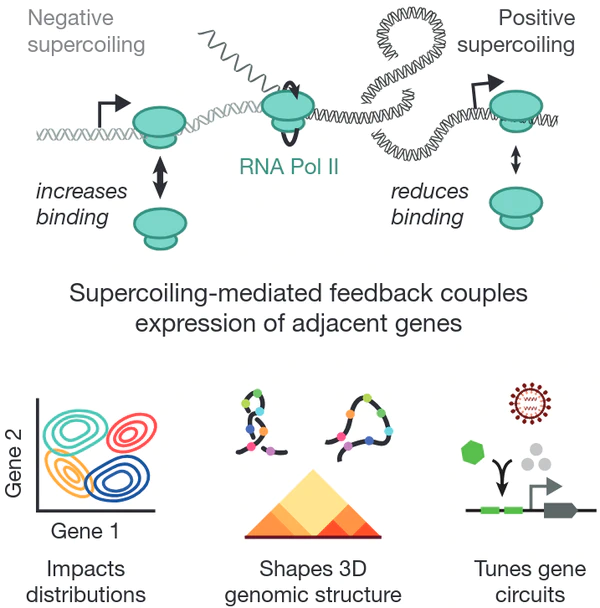 Negative
supercoiling
Positive
supercoiling
RNA Pol II
increases
binding
reduces
binding
Supercoiling-mediated feedback couples
expression of adjacent genes
Gene 2
Gene 1
Impacts
distributions
Shapes 3D
genomic structure
Tunes gene
circuits